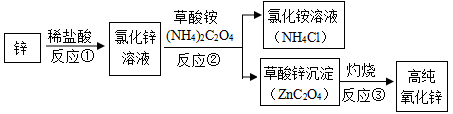 锌
稀盐酸
反应①
氯化锌
溶液
草酸铵
(NH4)2C2O4
反应②
氯化铵溶液
（NH4Cl）
草酸锌沉淀
（ZnC2O4）
灼烧
反应③
高纯
氧化锌